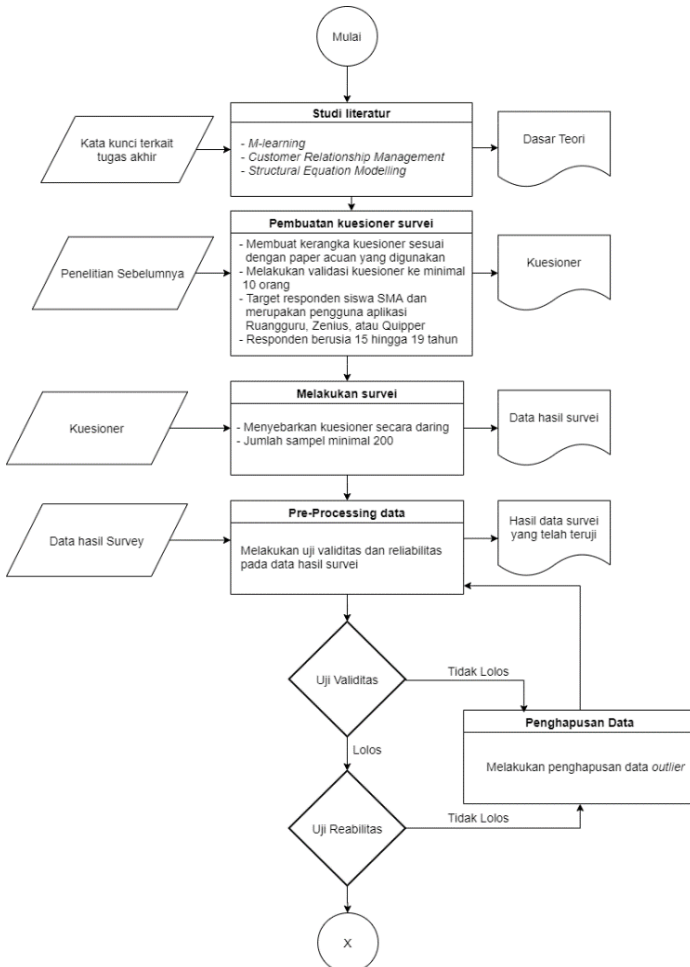 Mulai
Studi literatur
Kata kunci terkait
tugas akhir
- M-learning
- Customer Relationship Management
- Structural Equation Modelling
Dasar Teori
Pembuatan kuesioner survei
Penelitian Sebelumnya
- Membuat kerangka kuesioner sesuai
dengan paper acuan yang digunakan
- Melakukan validasi kuesioner ke minimal
10 orang
- Target responden siswa SMA dan
merupakan pengguna aplikasi
Ruangguru, Zenius, atau Quipper
- Responden berusia 15 hingga 19 tahun
Kuesioner
Melakukan survei
Kuesioner
- Menyebarkan kuesioner secara daring
- Jumlah sampel minimal 200
Data hasil survei
Pre-Processing data
Data hasil Survey
Melakukan uji validitas dan reliabilitas
pada data hasil survei
Hasil data survei
yang telah teruji
Uji Validitas
Tidak Lolos
Penghapusan Data
Melakukan penghapusan data outlier
Lolos
Uji Reabilitas
Tidak Lolos
X